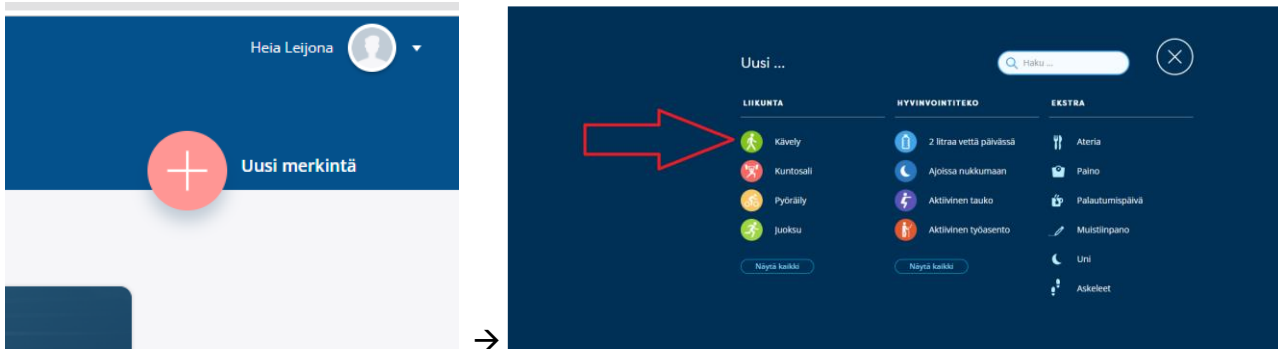 Heia Leijona
Uusi merkintä
→
Uusi ...
Haku ...
LIIKUNTA
Kävely
Kuntosali
Pyöräily
Juoksu
Näytä kaikki
HYVINVOINTITEKO
2 litraa vettä päivässä
Ajoissa nukkumaan
Aktiivinen tauko
Aktiivinen työasento
Näytä kaikki
EKSTRA
Ateria
Paino
Palautumispäivä
Muistiinpano
Uni
Askeleet